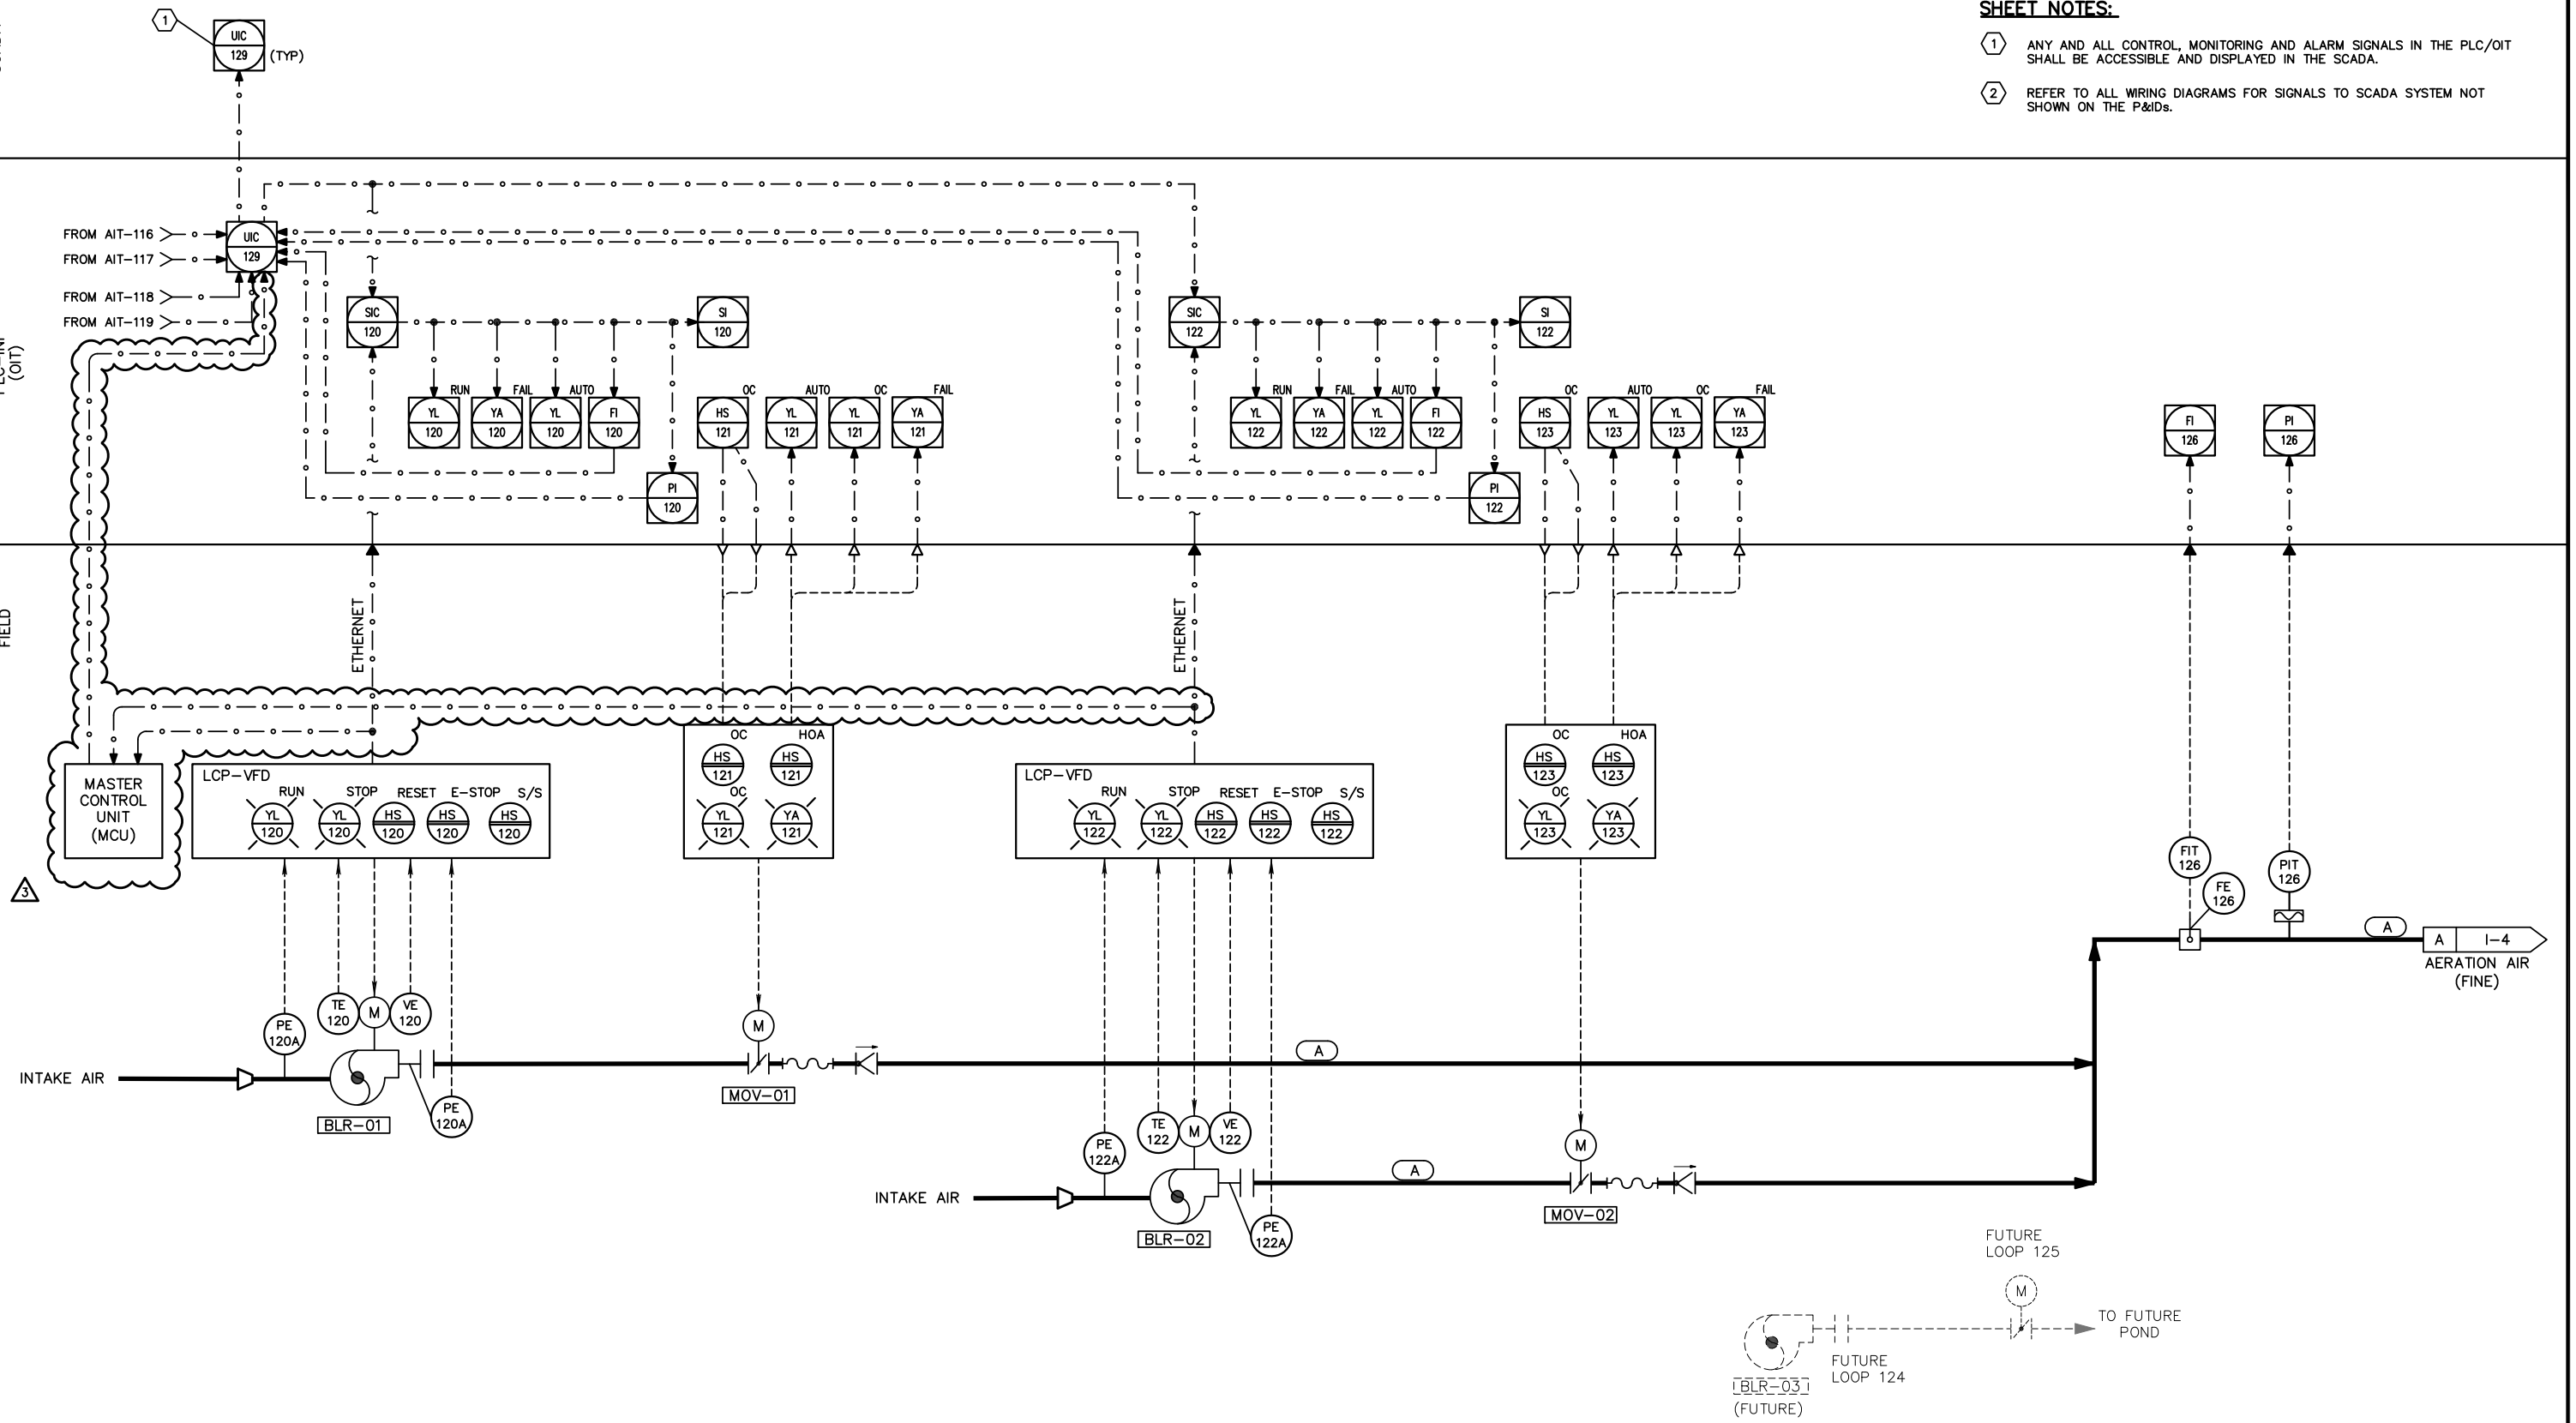 SHEET NOTES:
1 ANY AND ALL CONTROL, MONITORING AND ALARM SIGNALS IN THE PLC/OIT
SHALL BE ACCESSIBLE AND DISPLAYED IN THE SCADA.
2 REFER TO ALL WIRING DIAGRAMS FOR SIGNALS TO SCADA SYSTEM NOT
SHOWN ON THE P&IDs.
1
UIC
129 (TYP)
FROM AIT-116
FROM AIT-117
FROM AIT-118
FROM AIT-119
UIC
129
(OIT)
SIC
120
SI
120
SIC
122
SI
122
RUN FAIL AUTO OC AUTO OC FAIL
YL YA YL FI HS YL YL YA
120 120 120 120 121 121 121 121
RUN FAIL AUTO OC AUTO OC FAIL
YL YA YL FI HS YL YL YA
122 122 122 122 123 123 123 123
FI PI
126 126
PI
120
PI
122
FIELD
ETHERNET
ETHERNET
MASTER
CONTROL
UNIT
(MCU)
3
LCP-VFD
RUN STOP RESET E-STOP S/S
YL YL HS HS HS
120 120 120 120 120
OC HOA
HS HS
121 121
OC
YL YA
121 121
LCP-VFD
RUN STOP RESET E-STOP S/S
YL YL HS HS HS
122 122 122 122 122
OC HOA
HS HS
123 123
OC
YL YA
123 123
FIT
126
FE
126
PIT
126
A
A I-4
AERATION AIR
(FINE)
PE
120A
TE
120
M
VE
120
M
INTAKE AIR
BLR-01
PE
120A
MOV-01
A
PE
122A
TE
122
M
VE
122
M
INTAKE AIR
BLR-02
PE
122A
A
MOV-02
FUTURE
LOOP 125
M
TO FUTURE
POND
FUTURE
LOOP 124
BLR-03
(FUTURE)